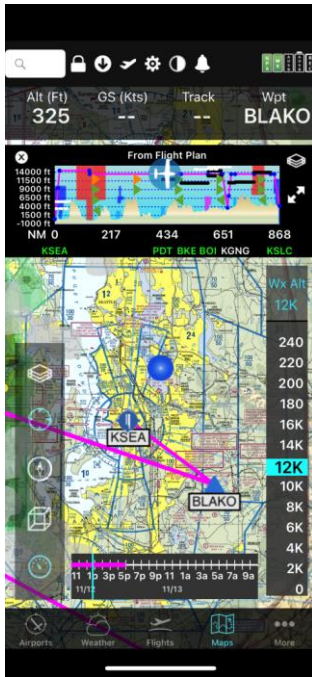 Alt (Ft) GS (Kts) Track Wpt
325 -- -- BLAKO
From Flight Plan
14000 ft
11500 ft
9000 ft
6500 ft
4000 ft
1500 ft
-1000 ft
NM 0 217 434 651 868
KSEA PDT BKE BOI KGNG KSLC
Wx Alt
12K
240
220
200
180
16K
14K
12K
10K
8K
6K
4K
2K
0
KSEA
BLAKO
11 1p 3p 5p 7p 9p 11 1a 3a 5a 7a 9a
11/12 11/13
Airports Weather Flights Maps More